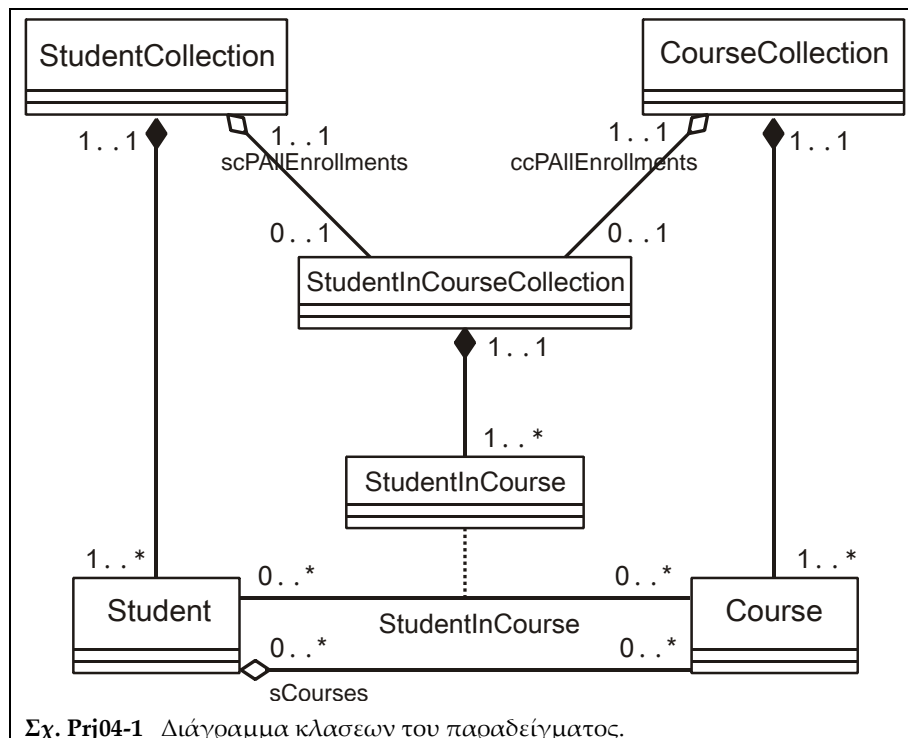 StudentCollection
CourseCollection
1..1
1..1
1..1
1..1
scPAllEnrollments
ccPAllEnrollments
0..1
0..1
StudentInCourseCollection
1..1
1..*
StudentInCourse
1..*
0..*
0..*
1..*
Student
Course
StudentInCourse
0..*
0..*
sCourses
Σχ. Prj04-1 Διάγραμμα κλασεων του παραδείγματος.